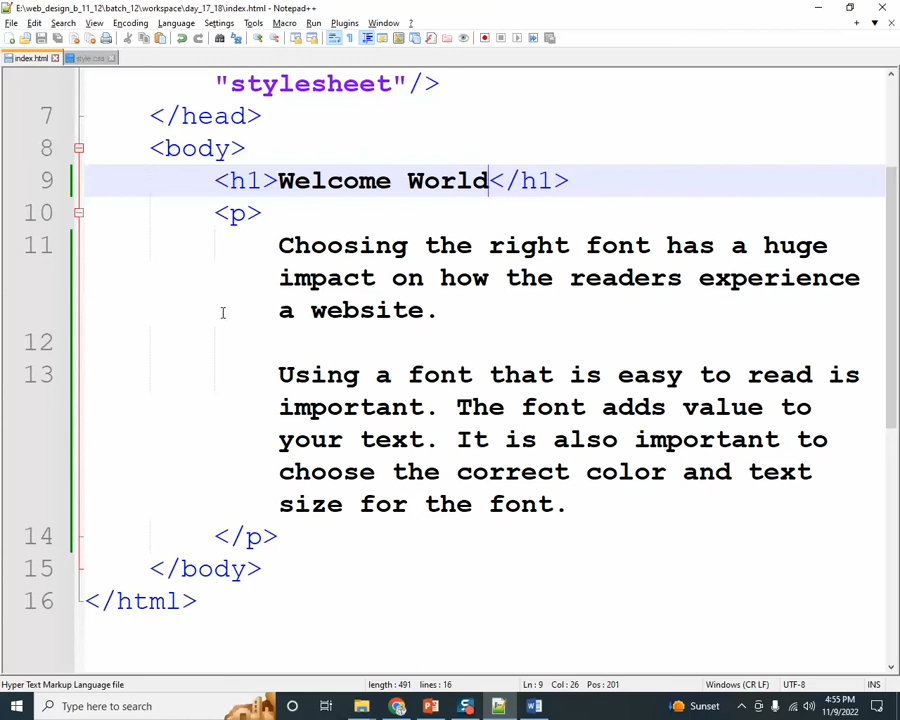 E:\web_design_b_11_12\batch_12\workspace\day_17_18\index.html - Notepad++
File Edit Search View Encoding Language Settings Tools Macro Run Plugins Window ?
index.html style.css
"stylesheet"/>
7 </head>
8 <body>
9 <h1>Welcome World</h1>
10 <p>
11 Choosing the right font has a huge
impact on how the readers experience
a website.
12
13 Using a font that is easy to read is
important. The font adds value to
your text. It is also important to
choose the correct color and text
size for the font.
14 </p>
15 </body>
16 </html>
Hyper Text Markup Language file length : 491 lines : 16 Ln : 9 Col : 26 Pos : 201 Windows (CR LF) UTF-8 INS
Type here to search Sunset 4:55 PM
11/9/2022